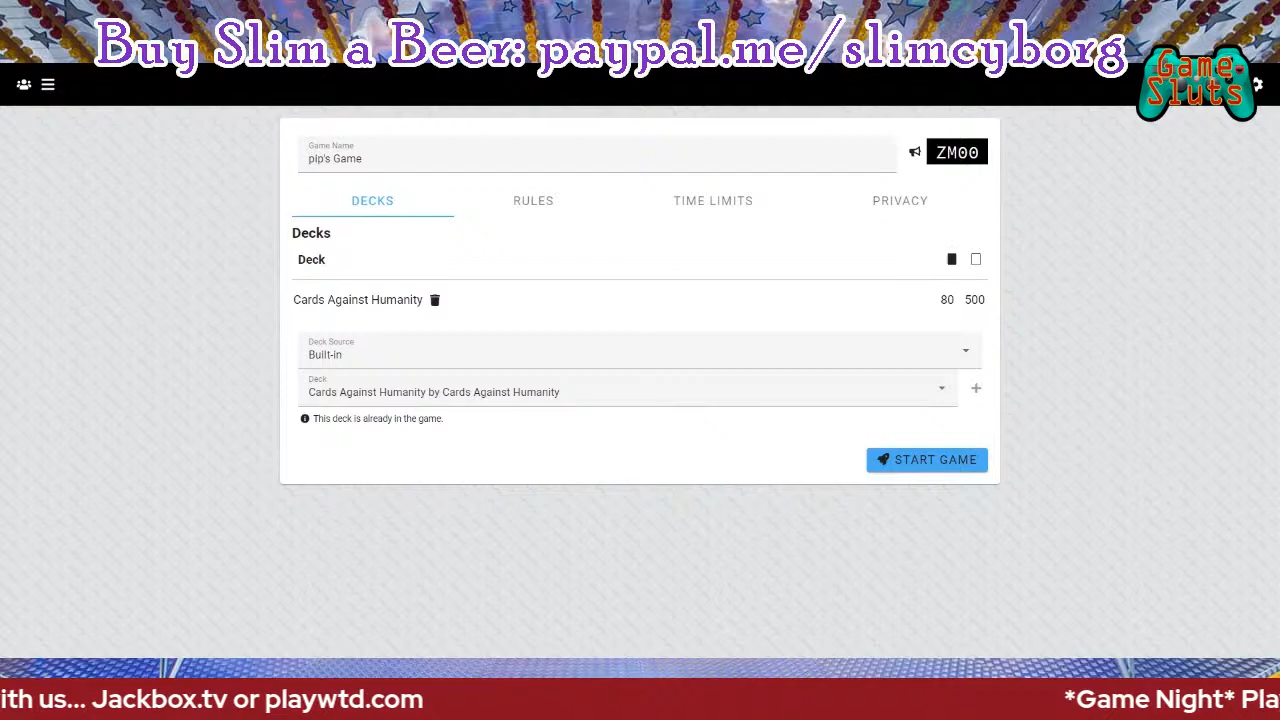 Buy Slim a Beer: paypal.me/slimcyborg
Game
Sluts
Game Name
pip's Game
ZM00
DECKS
RULES
TIME LIMITS
PRIVACY
Decks
Deck
Cards Against Humanity
80
500
Deck Source
Built-in
Deck
Cards Against Humanity by Cards Against Humanity
This deck is already in the game.
START GAME
ith us... Jackbox.tv or playwtd.com
*Game Night* Pla